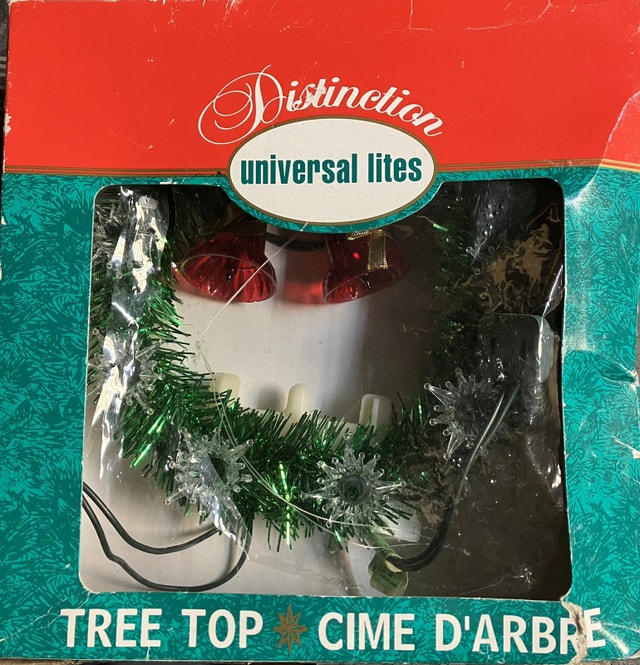 Distinction
universal lites
TREE TOP CIME D'ARBRE